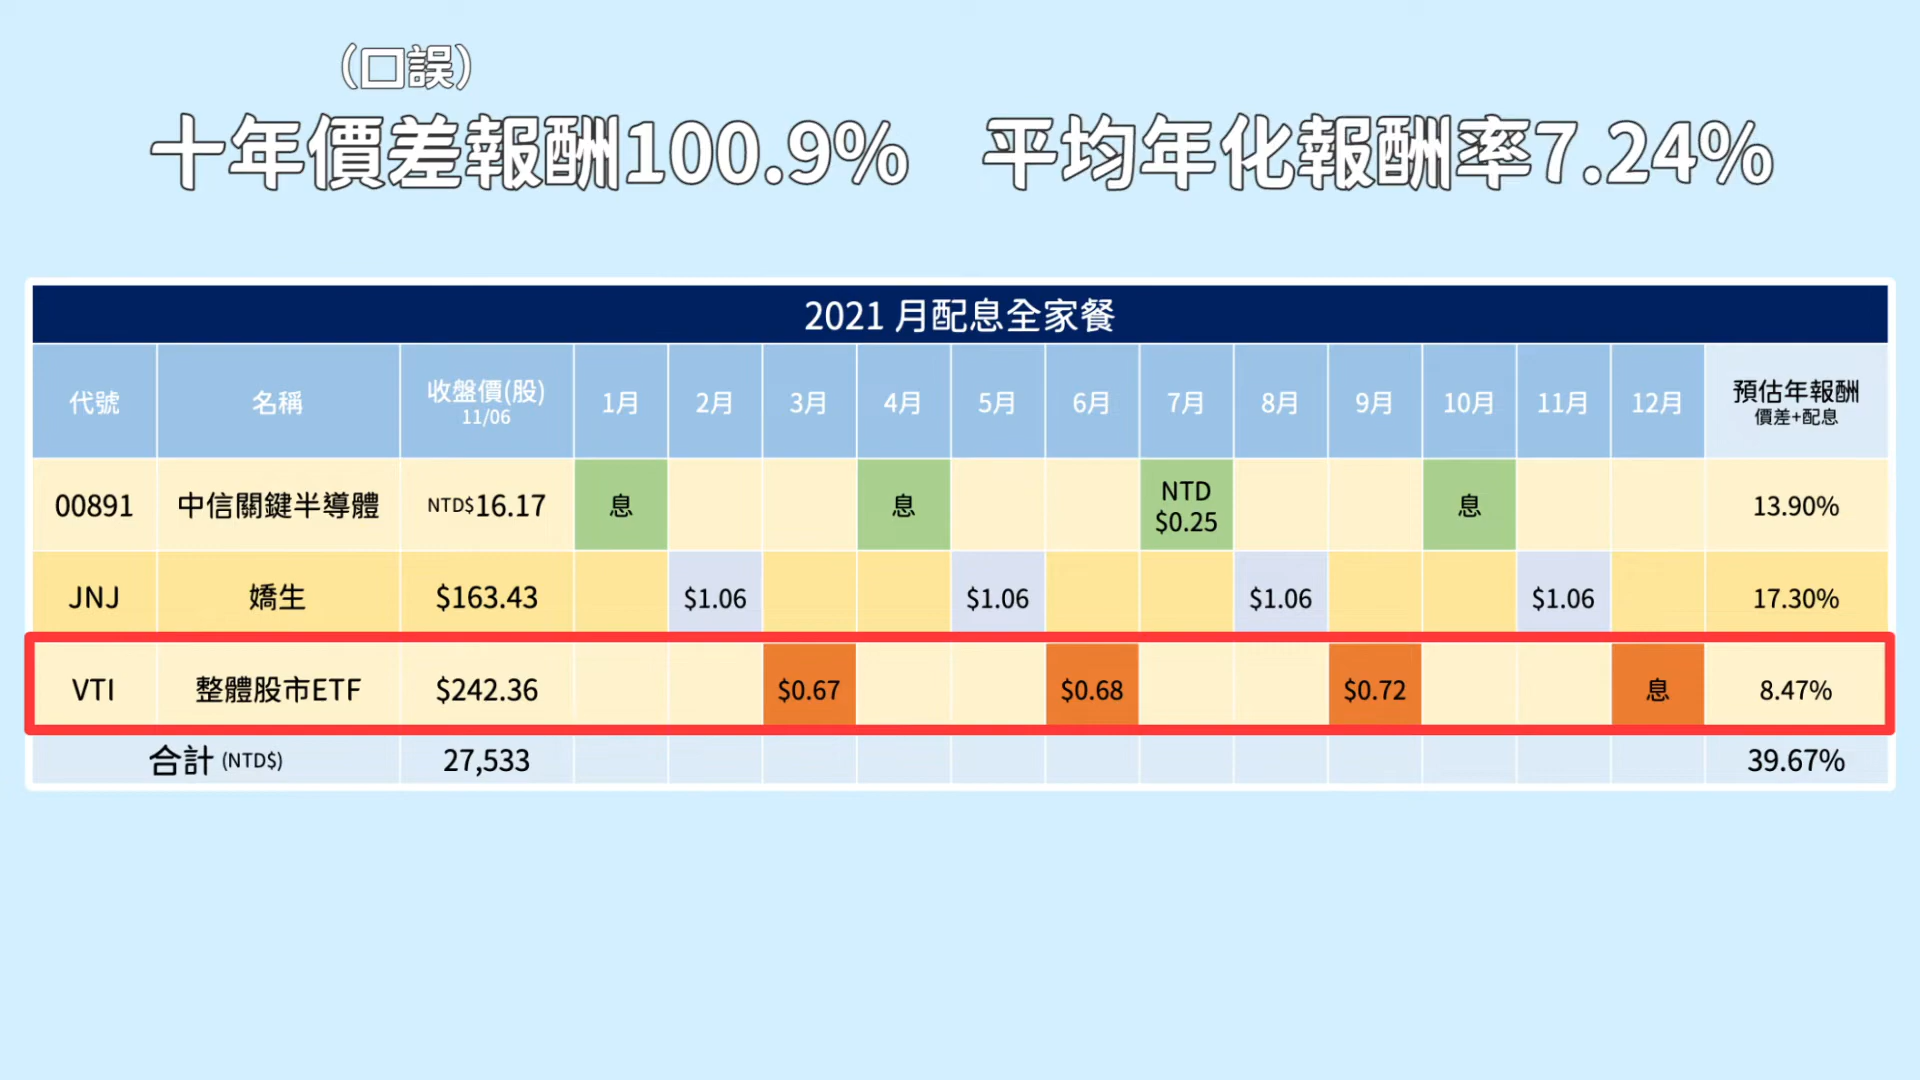 (口誤)
十年價差報酬100.9% 平均年化報酬率7.24%
2021 月配息全家餐
代號 名稱 收盤價(股) 11/06 1月 2月 3月 4月 5月 6月 7月 8月 9月 10月 11月 12月 預估年報酬 價差+配息
00891 中信關鍵半導體 NTD$16.17 息 息 NTD $0.25 息 13.90%
JNJ 嬌生 $163.43 $1.06 $1.06 $1.06 $1.06 17.30%
VTI 整體股市ETF $242.36 $0.67 $0.68 $0.72 息 8.47%
合計 (NTD$) 27,533 39.67%